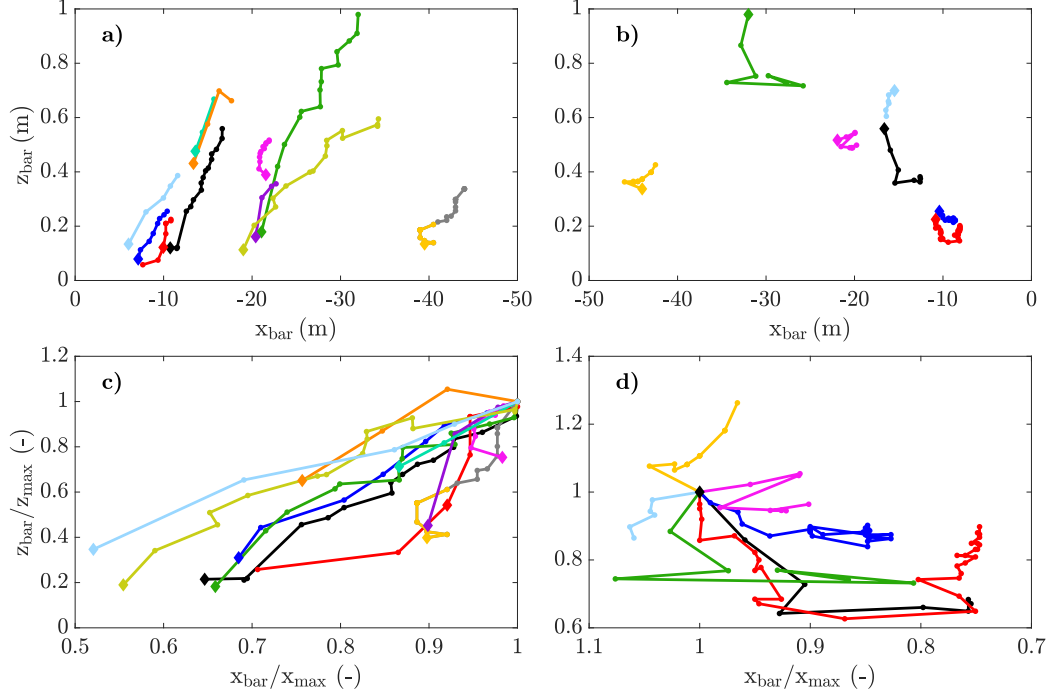 a)
z_bar (m)
1
0.8
0.6
0.4
0.2
0
0 -10 -20 -30 -40 -50
x_bar (m)
b)
1
0.8
0.6
0.4
0.2
0
-50 -40 -30 -20 -10 0
x_bar (m)
c)
z_bar/z_max (-)
1.2
1
0.8
0.6
0.4
0.2
0
0.5 0.6 0.7 0.8 0.9 1
x_bar/x_max (-)
d)
1.4
1.2
1
0.8
0.6
1.1 1 0.9 0.8 0.7
x_bar/x_max (-)